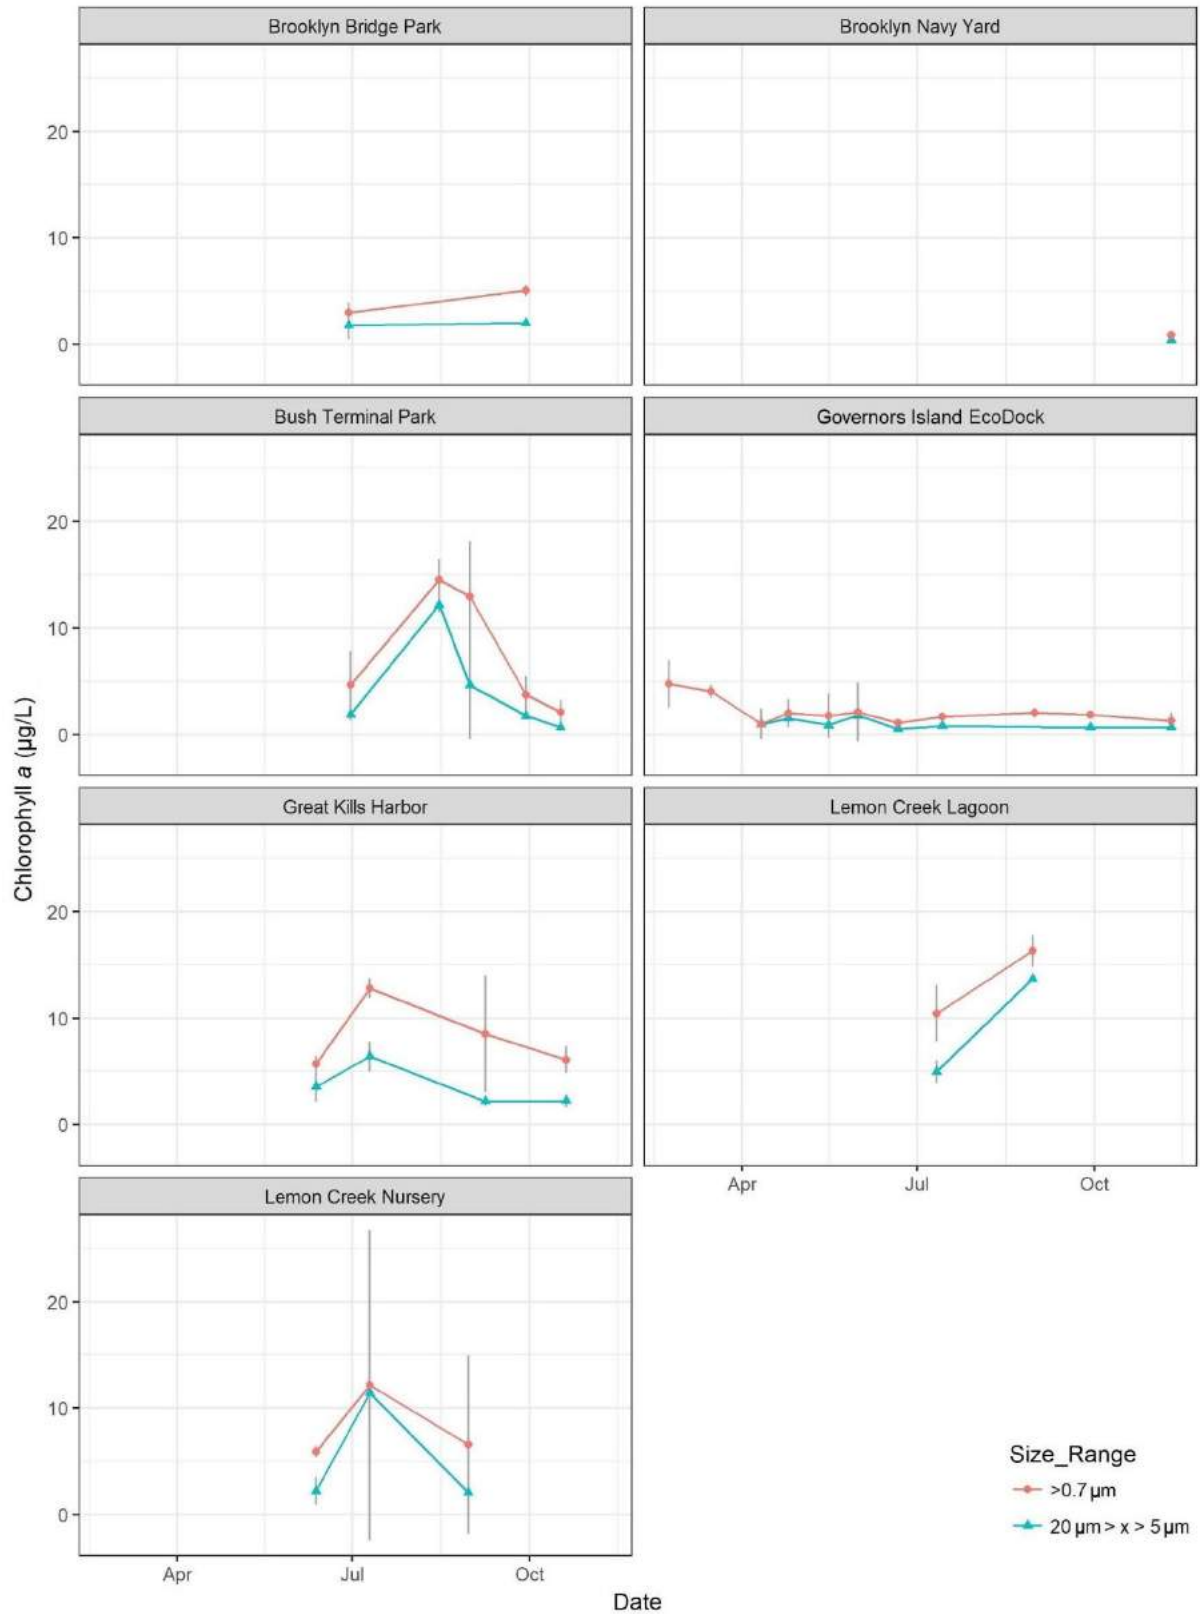 Brooklyn Bridge Park
Brooklyn Navy Yard
20
10
0
Bush Terminal Park
Governors Island EcoDock
20
10
0
Chlorophyll a (µg/L)
Great Kills Harbor
Lemon Creek Lagoon
20
10
0
Apr Jul Oct
Lemon Creek Nursery
20
10
0
Apr Jul Oct
Date
Size_Range
>0.7 µm
20 µm > x > 5 µm